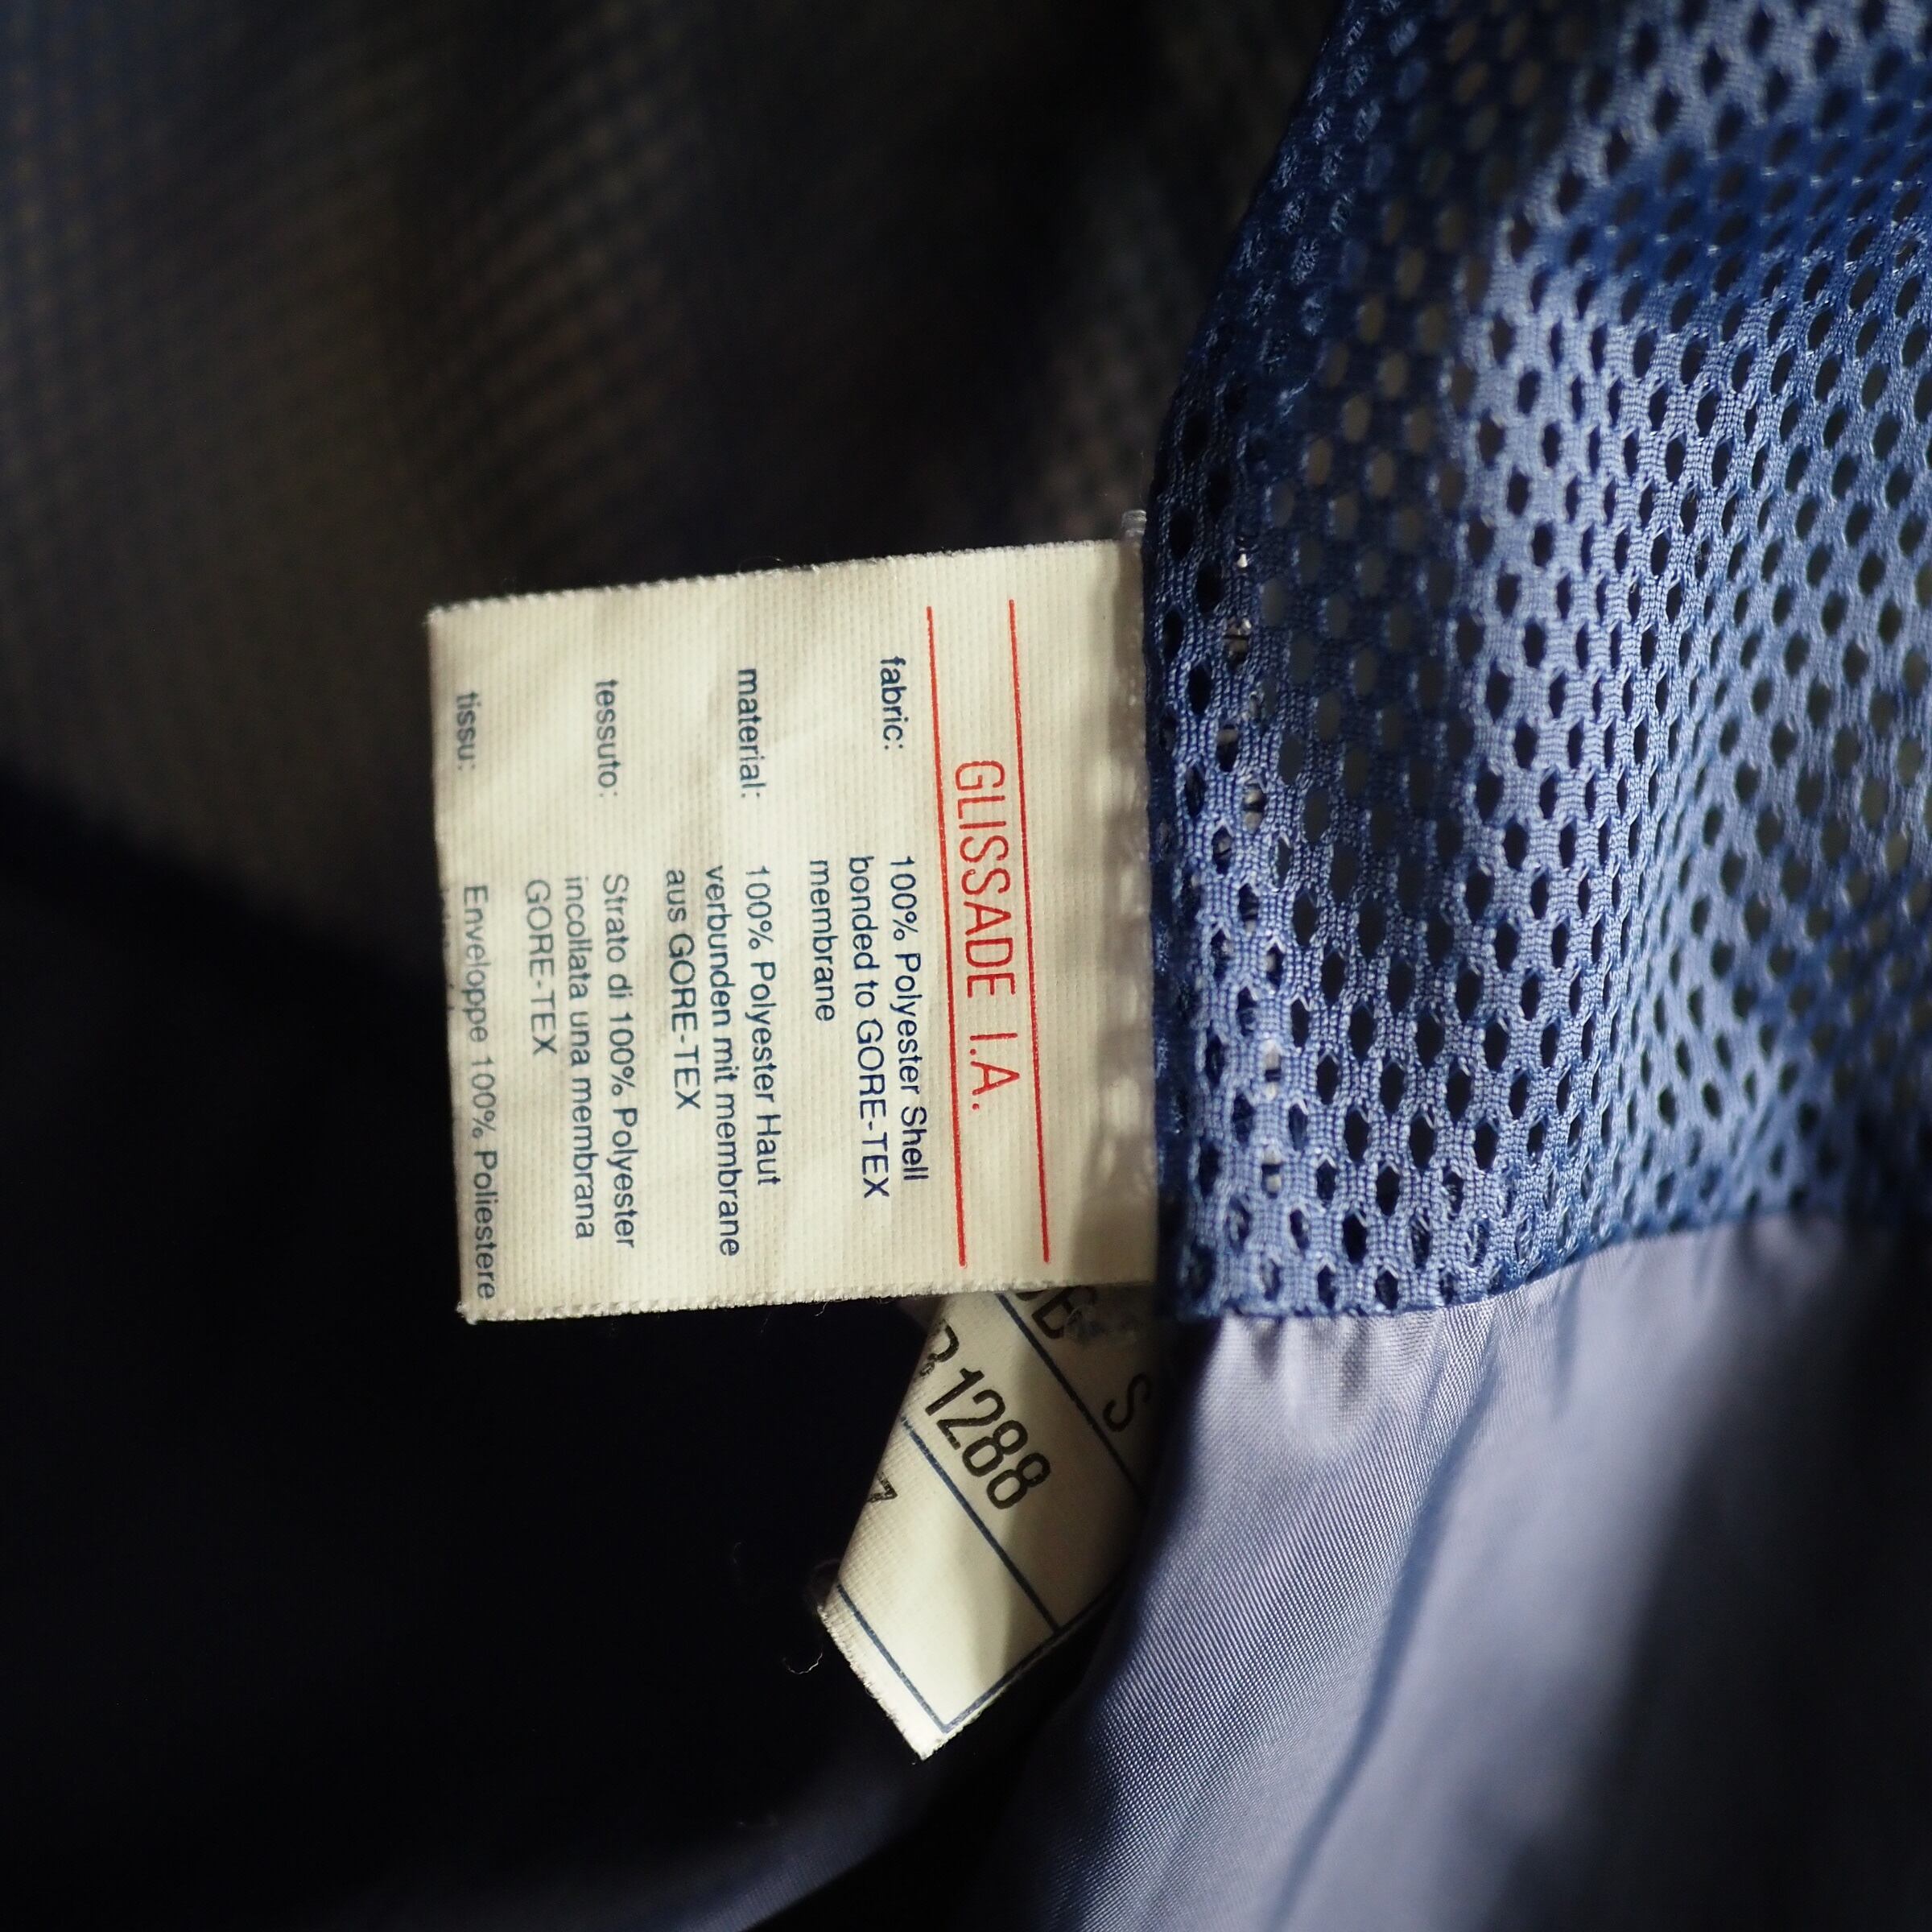 GLISSADE I.A.
fabric: 100% Polyester Shell
bonded to GORE-TEX
membrane
material: 100% Polyester Haut
verbunden mit membrane
aus GORE-TEX
tessuto: Strato di 100% Polyester
incollata una membrana
GORE-TEX
tissu: Enveloppe 100% Poliestere
S
1288